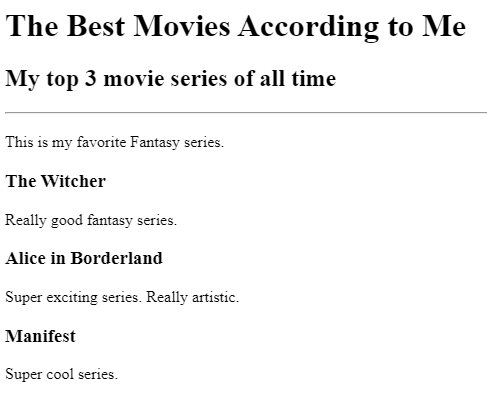 The Best Movies According to Me
My top 3 movie series of all time
This is my favorite Fantasy series.
The Witcher
Really good fantasy series.
Alice in Borderland
Super exciting series. Really artistic.
Manifest
Super cool series.